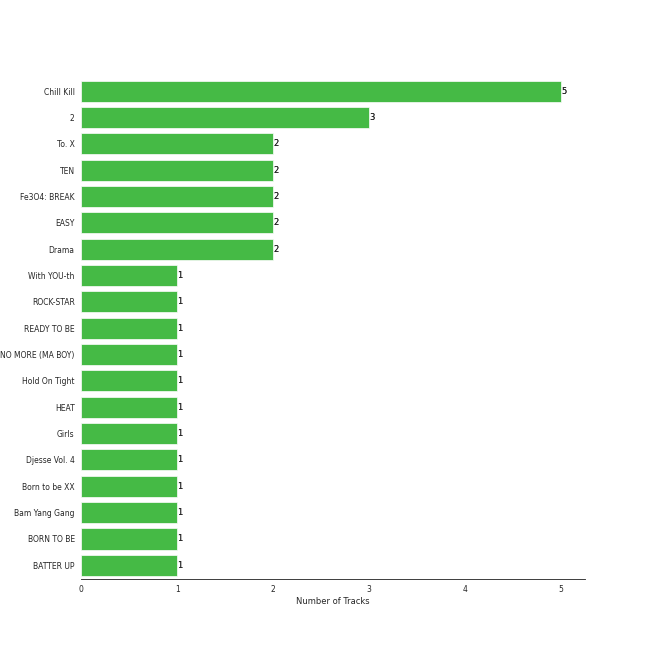 Chill Kill 5
2 3
To. X 2
TEN 2
Fe3O4: BREAK 2
EASY 2
Drama 2
With YOU-th 1
ROCK-STAR 1
READY TO BE 1
NO MORE (MA BOY) 1
Hold On Tight 1
HEAT 1
Girls 1
Djesse Vol. 4 1
Born to be XX 1
Bam Yang Gang 1
BORN TO BE 1
BATTER UP 1
0 1 2 3 4 5
Number of Tracks